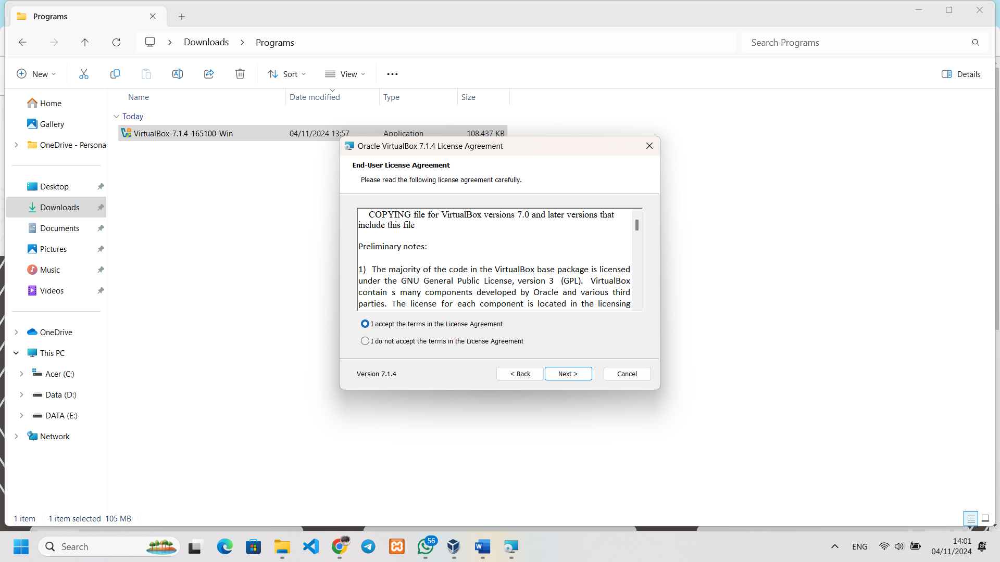 Programs
Downloads
Programs
Search Programs
New
Sort
View
Details
Name
Date modified
Type
Size
Home
Gallery
OneDrive - Persona
Desktop
Downloads
Documents
Pictures
Music
Videos
OneDrive
This PC
Acer (C:)
Data (D:)
DATA (E:)
Network
Today
VirtualBox-7.1.4-165100-Win
04/11/2024 13:57
Application
108.437 KB
Oracle VirtualBox 7.1.4 License Agreement
End-User License Agreement
Please read the following license agreement carefully.
COPYING file for VirtualBox versions 7.0 and later versions that
include this file
Preliminary notes:
1) The majority of the code in the VirtualBox base package is licensed
under the GNU General Public License, version 3 (GPL). VirtualBox
contain s many components developed by Oracle and various third
parties. The license for each component is located in the licensing
I accept the terms in the License Agreement
I do not accept the terms in the License Agreement
Version 7.1.4
< Back
Next >
Cancel
1 item
1 item selected 105 MB
Search
56
ENG
14:01
04/11/2024